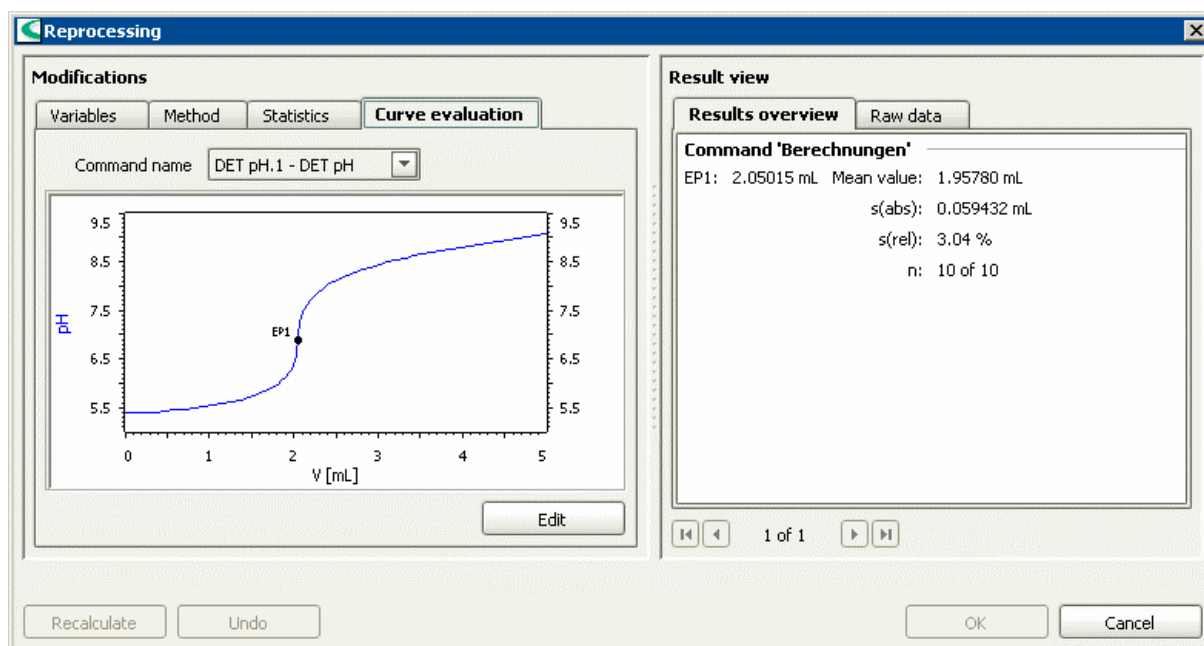 Reprocessing
Modifications
Variables Method Statistics Curve evaluation
Command name DET pH.1 - DET pH
9.5 9.5
8.5 8.5
7.5 7.5
pH
EP1
6.5 6.5
5.5 5.5
0 1 2 3 4 5
V [mL]
Edit
Result view
Results overview Raw data
Command 'Berechnungen'
EP1: 2.05015 mL Mean value: 1.95780 mL
s(abs): 0.059432 mL
s(rel): 3.04 %
n: 10 of 10
1 of 1
Recalculate Undo OK Cancel